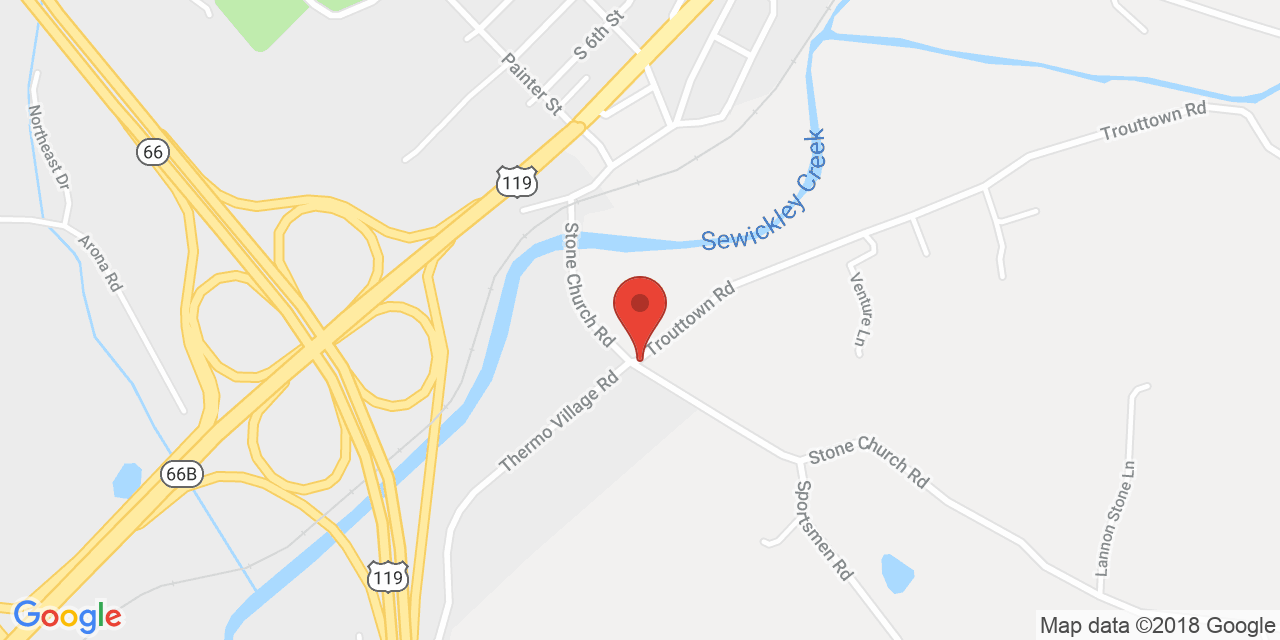 S 6th St
Painter St
Northeast Dr
66
119
Trouttown Rd
Sewickley Creek
Arona Rd
Stone Church Rd
Trouttown Rd
Venture Ln
Thermo Village Rd
66B
Stone Church Rd
Sportsmen Rd
Lannon Stone Ln
119
Google
Map data ©2018 Google